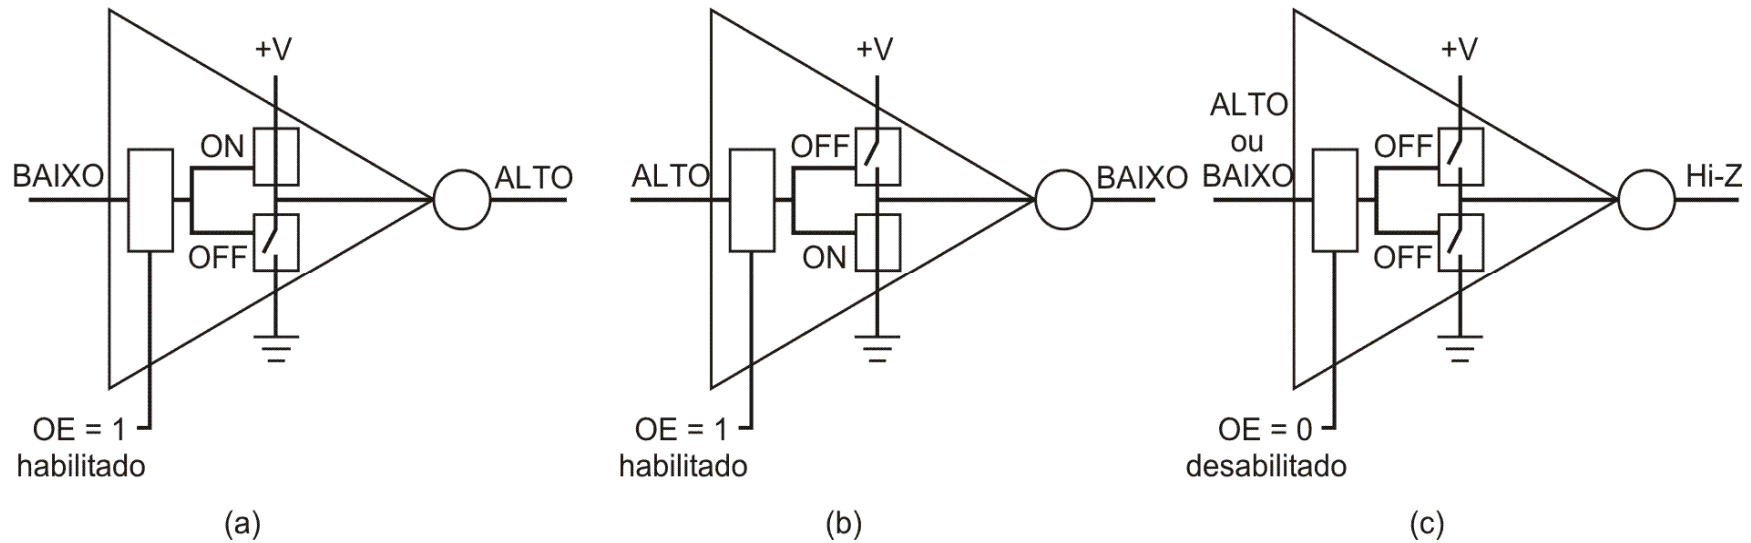 +V
ON
BAIXO
ALTO
OFF
OE = 1
habilitado
(a)
+V
OFF
ALTO
BAIXO
ON
OE = 1
habilitado
(b)
+V
ALTO
ou
BAIXO
OFF
Hi-Z
OFF
OE = 0
desabilitado
(c)